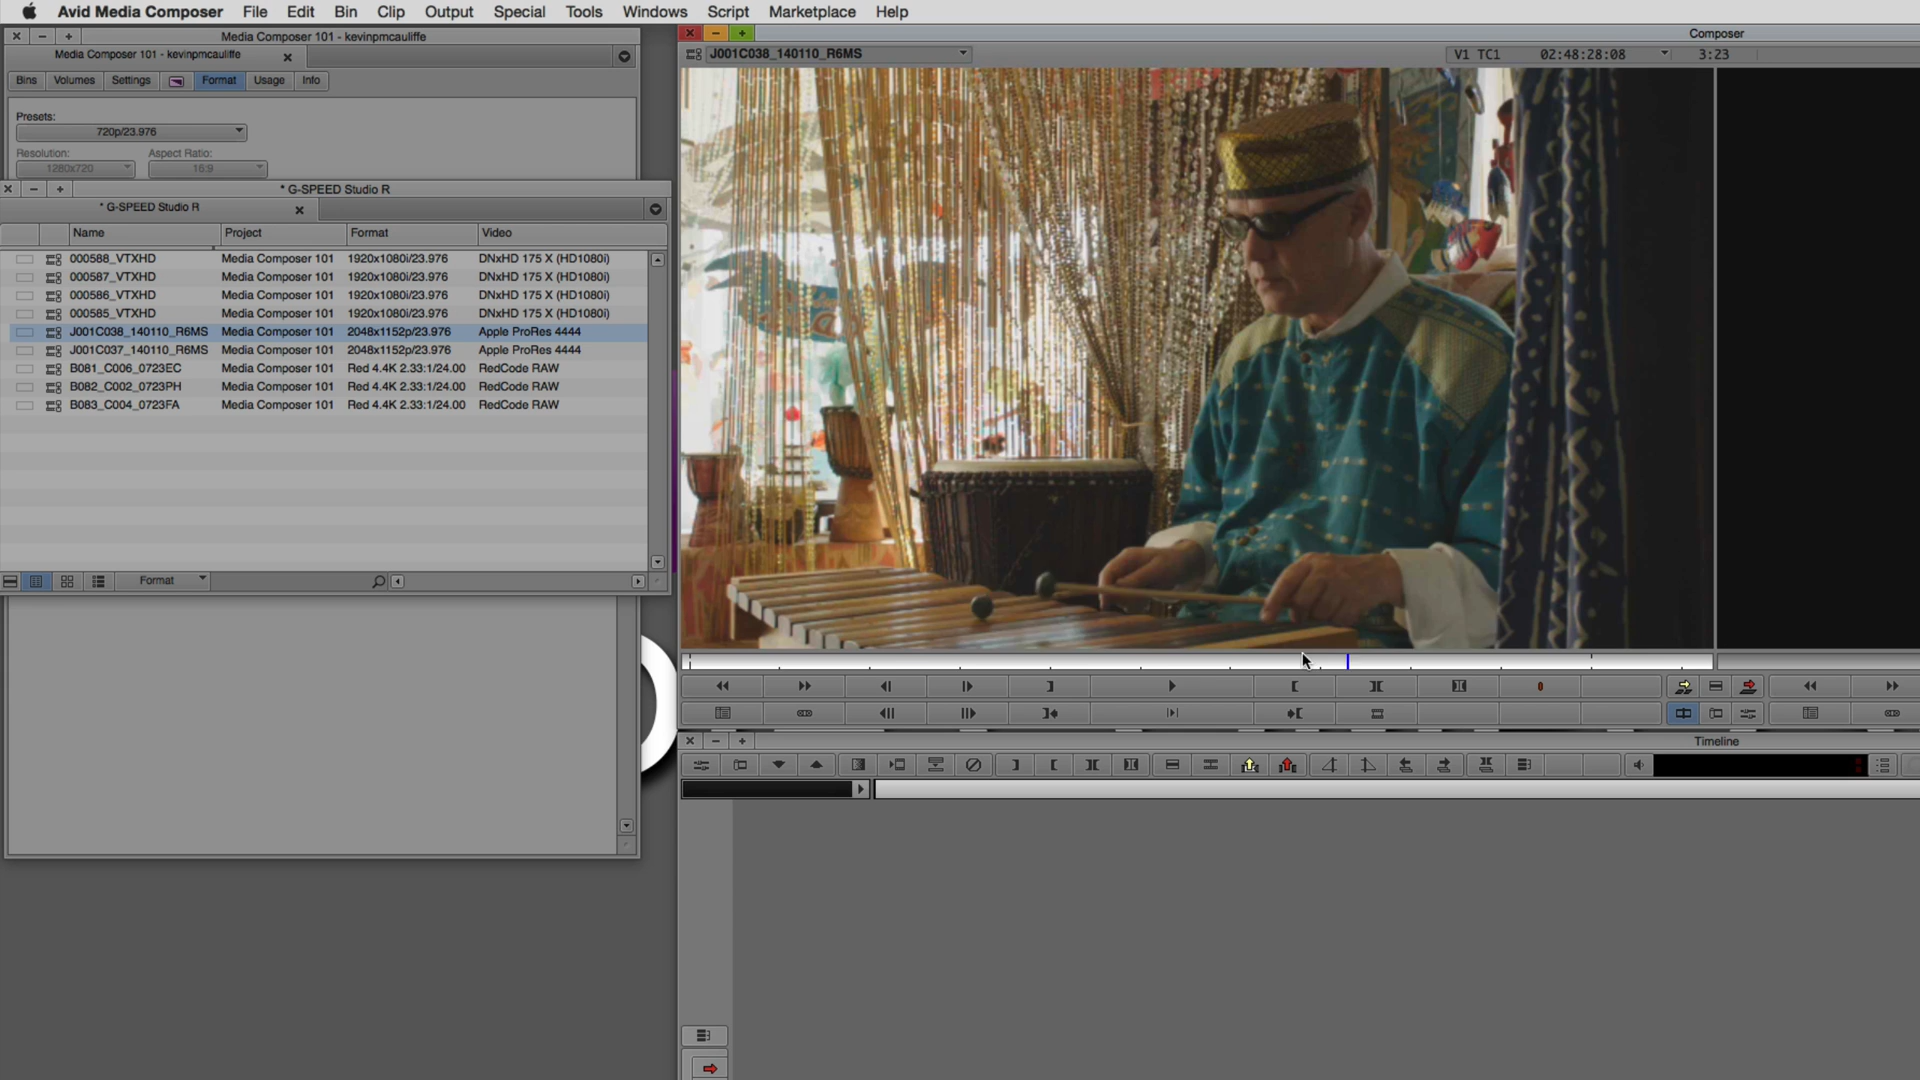 Avid Media Composer File Edit Bin Clip Output Special Tools Windows Script Marketplace Help
Media Composer 101 - kevinpmcauliffe
Media Composer 101 - kevinpmcauliffe
Bins Volumes Settings Format Usage Info
Presets:
720p/23.976
Resolution: Aspect Ratio:
1280x720 16:9
* G-SPEED Studio R
* G-SPEED Studio R
Name Project Format Video
000588_VTXHD Media Composer 101 1920x1080i/23.976 DNxHD 175 X (HD1080i)
000587_VTXHD Media Composer 101 1920x1080i/23.976 DNxHD 175 X (HD1080i)
000586_VTXHD Media Composer 101 1920x1080i/23.976 DNxHD 175 X (HD1080i)
000585_VTXHD Media Composer 101 1920x1080i/23.976 DNxHD 175 X (HD1080i)
J001C038_140110_R6MS Media Composer 101 2048x1152p/23.976 Apple ProRes 4444
J001C037_140110_R6MS Media Composer 101 2048x1152p/23.976 Apple ProRes 4444
B081_C006_0723EC Media Composer 101 Red 4.4K 2.33:1/24.00 RedCode RAW
B082_C002_0723PH Media Composer 101 Red 4.4K 2.33:1/24.00 RedCode RAW
B083_C004_0723FA Media Composer 101 Red 4.4K 2.33:1/24.00 RedCode RAW
Format
Composer
J001C038_140110_R6MS V1 TC1 02:48:28:08 3:23
Timeline